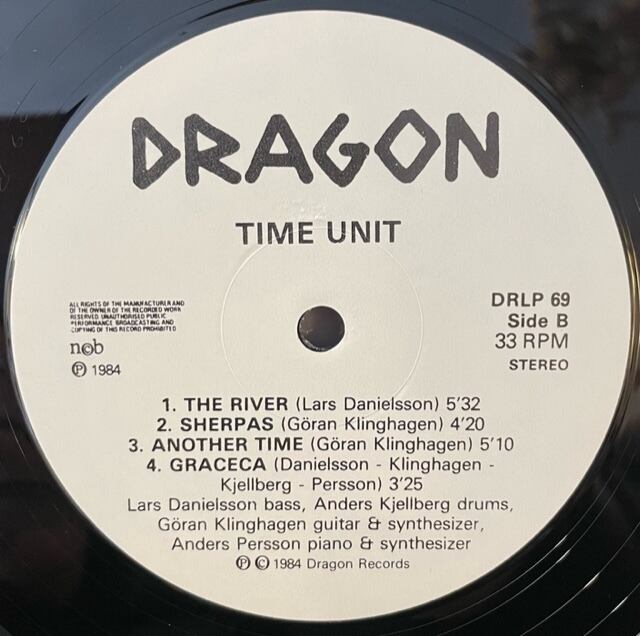 DRAGON
TIME UNIT
ALL RIGHTS OF THE MANUFACTURER AND
OF THE OWNER OF THE RECORDED WORK
RESERVED UNAUTHORISED PUBLIC
PERFORMANCE BROADCASTING AND
COPYING OF THIS RECORD PROHIBITED
n©b
℗ 1984
DRLP 69
Side B
33 RPM
STEREO
1. THE RIVER (Lars Danielsson) 5'32
2. SHERPAS (Göran Klinghagen) 4'20
3. ANOTHER TIME (Göran Klinghagen) 5'10
4. GRACECA (Danielsson - Klinghagen -
Kjellberg - Persson) 3'25
Lars Danielsson bass, Anders Kjellberg drums,
Göran Klinghagen guitar & synthesizer,
Anders Persson piano & synthesizer
℗ © 1984 Dragon Records